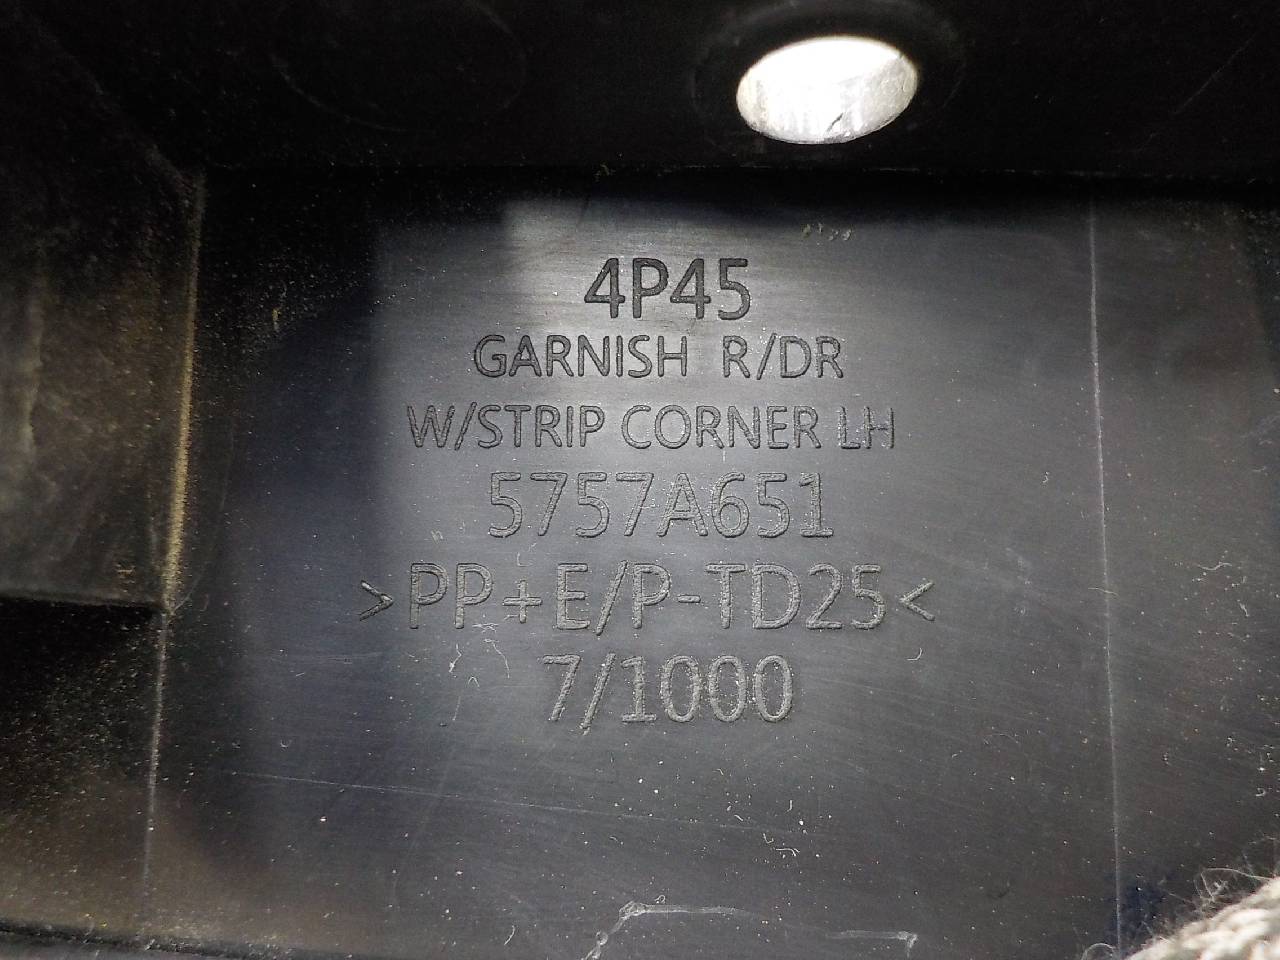 4P45
GARNISH R/DR
W/STRIP CORNER LH
5757A651
>PP+E/P-TD25<
7/1000